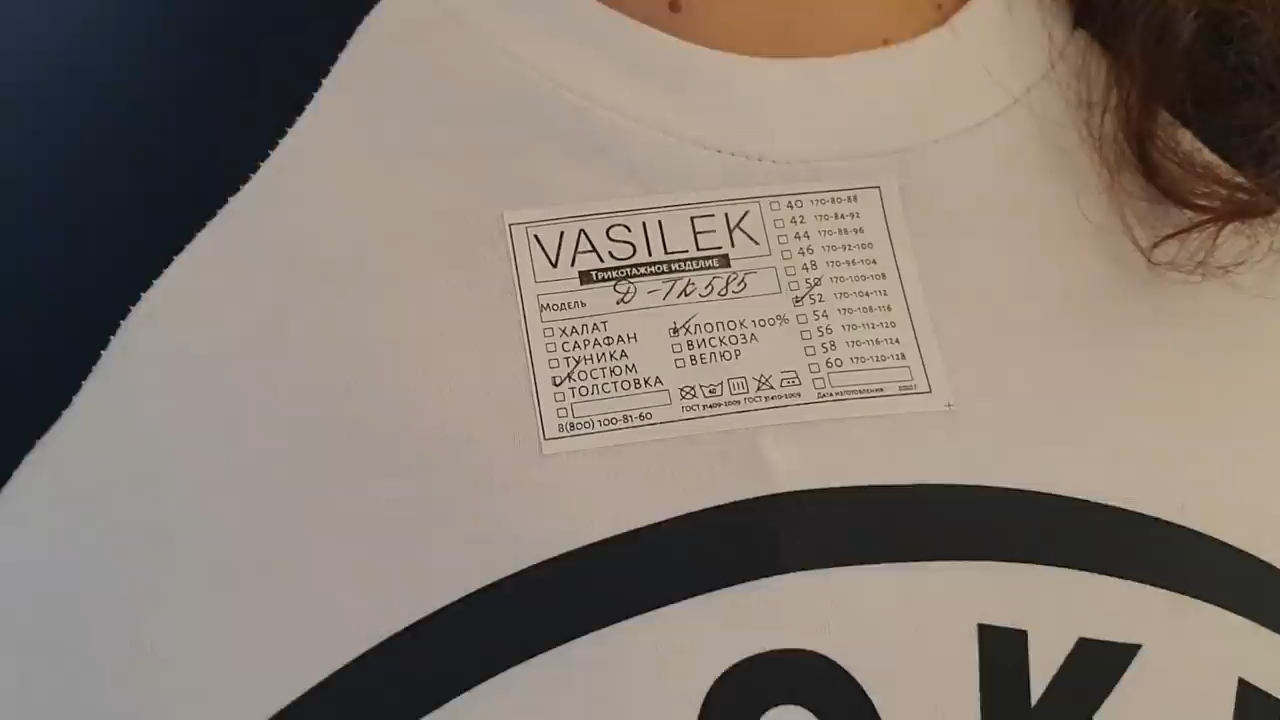 VASILEK
ТРИКОТАЖНОЕ ИЗДЕЛИЕ
МОДЕЛЬ Д-ТК585
ХАЛАТ
САРАФАН
ТУНИКА
КОСТЮМ
ТОЛСТОВКА
8(800) 100-81-60
ХЛОПОК 100%
ВИСКОЗА
ВЕЛЮР
ГОСТ 31409-2009 ГОСТ 31410-2009
40 170-80-88
42 170-84-92
44 170-88-96
46 170-92-100
48 170-96-104
50 170-100-108
52 170-104-112
54 170-108-116
56 170-112-120
58 170-116-124
60 170-120-128
ДАТА ИЗГОТОВЛЕНИЯ
OK